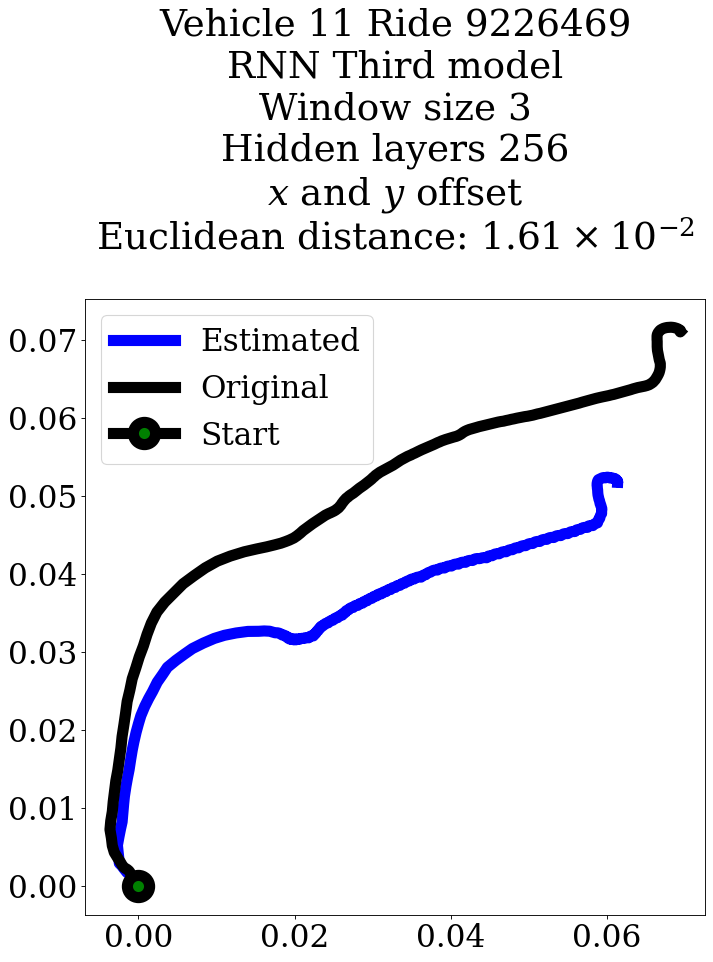 Vehicle 11 Ride 9226469
RNN Third model
Window size 3
Hidden layers 256
x and y offset
Euclidean distance: 1.61 × 10⁻²
Estimated
Original
Start
0.07
0.06
0.05
0.04
0.03
0.02
0.01
0.00
0.00 0.02 0.04 0.06